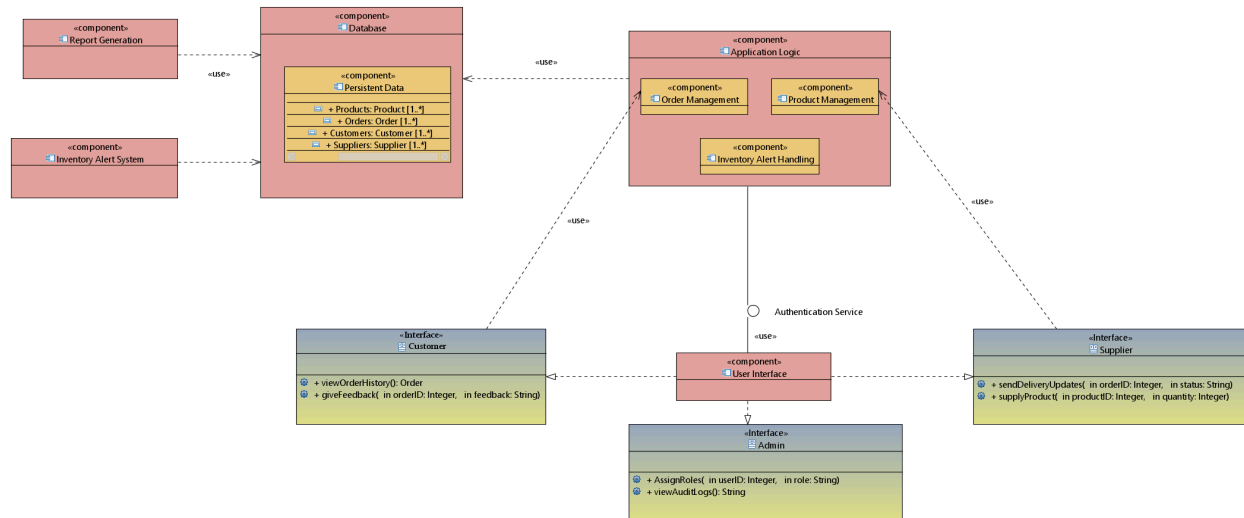 «component»
Report Generation
«use»
«component»
Inventory Alert System
«component»
Database
«component»
Persistent Data
+ Products: Product [1..*]
+ Orders: Order [1..*]
+ Customers: Customer [1..*]
+ Suppliers: Supplier [1..*]
«use»
«component»
Application Logic
«component»
Order Management
«component»
Product Management
«component»
Inventory Alert Handling
«use»
«use»
Authentication Service
«use»
«Interface»
Customer
+ viewOrderHistory(): Order
+ giveFeedback( in orderID: Integer, in feedback: String)
«component»
User Interface
«Interface»
Supplier
+ sendDeliveryUpdates( in orderID: Integer, in status: String)
+ supplyProduct( in productID: Integer, in quantity: Integer)
«Interface»
Admin
+ AssignRoles( in userID: Integer, in role: String)
+ viewAuditLogs(): String